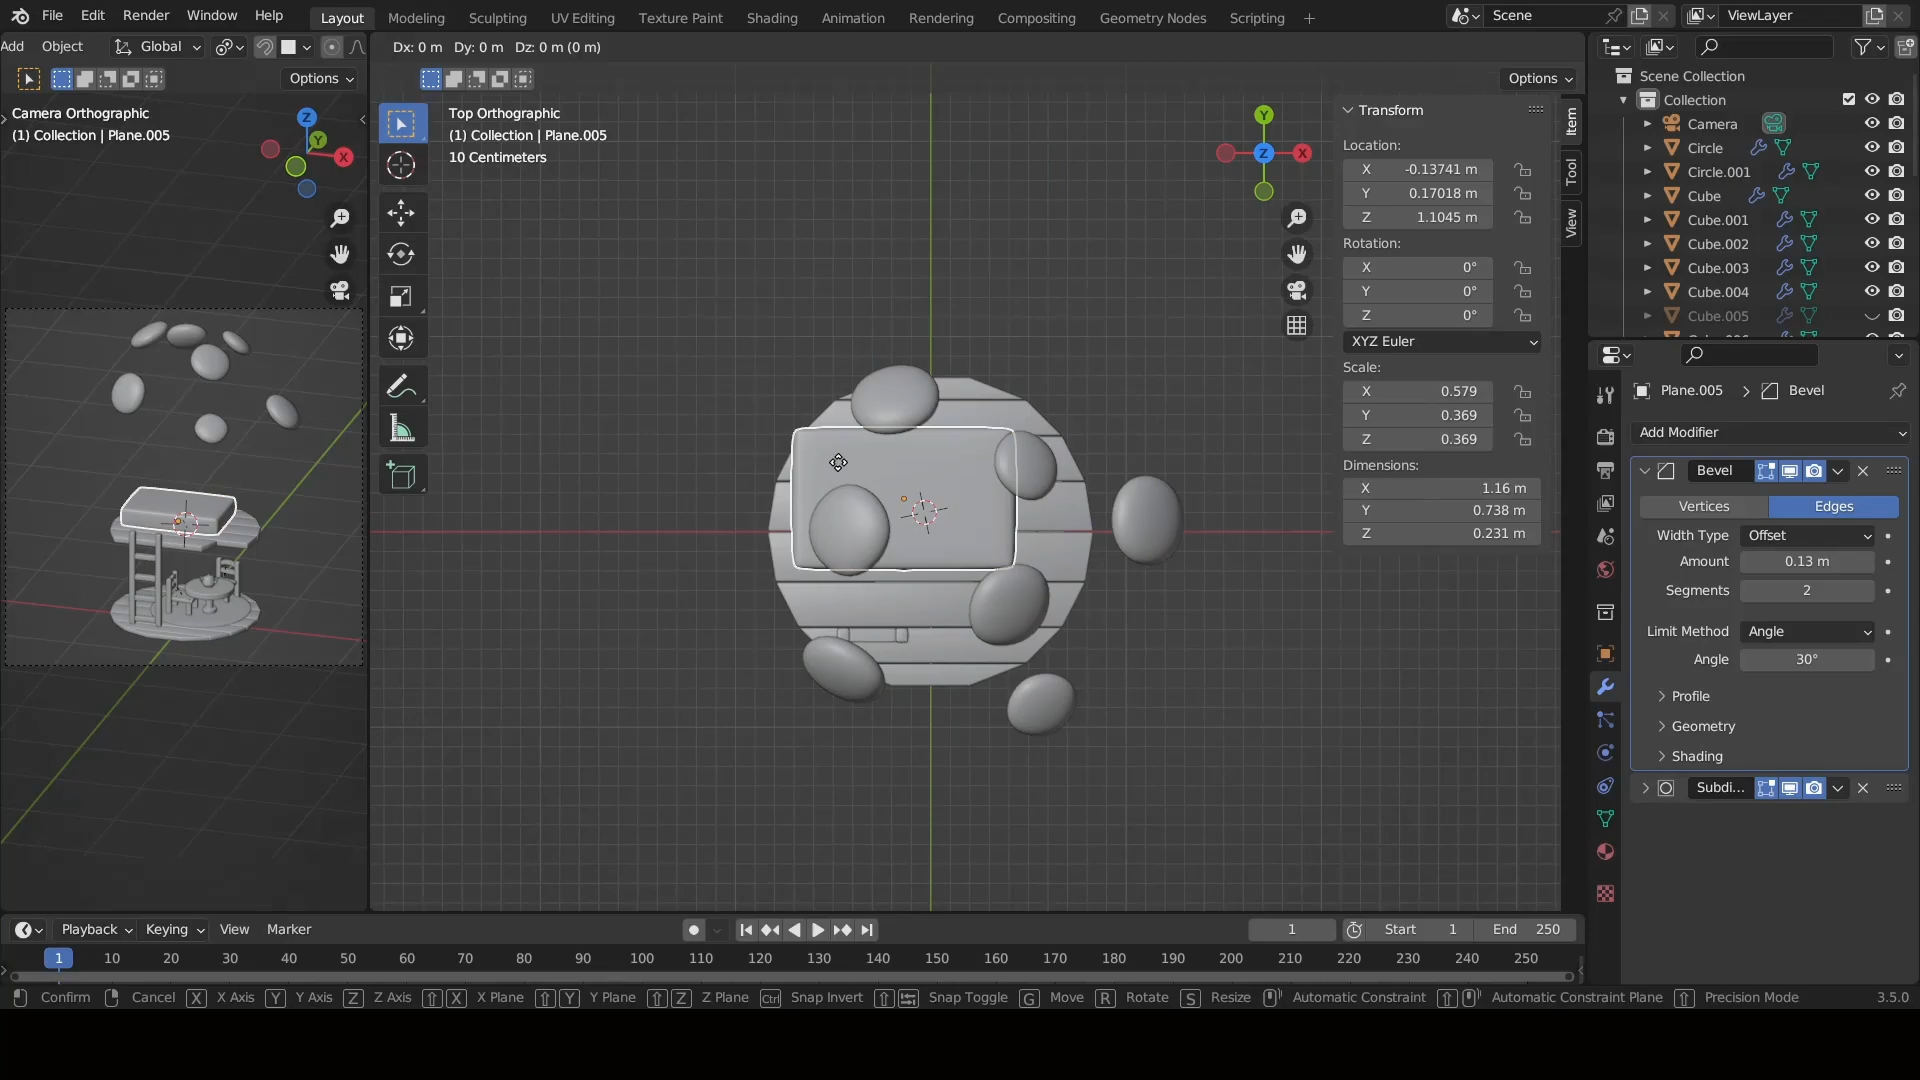 File Edit Render Window Help Layout Modeling Sculpting UV Editing Texture Paint Shading Animation Rendering Compositing Geometry Nodes Scripting + Scene ViewLayer
Add Object Global Dx: 0 m Dy: 0 m Dz: 0 m (0 m)
Options Options
Camera Orthographic
(1) Collection | Plane.005
Z
Y
X
Top Orthographic
(1) Collection | Plane.005
10 Centimeters
Y
Z
X
Transform
Location:
X -0.13741 m
Y 0.17018 m
Z 1.1045 m
Rotation:
X 0°
Y 0°
Z 0°
XYZ Euler
Scale:
X 0.579
Y 0.369
Z 0.369
Dimensions:
X 1.16 m
Y 0.738 m
Z 0.231 m
Item
Tool
View
Scene Collection
Collection
Camera
Circle
Circle.001
Cube
Cube.001
Cube.002
Cube.003
Cube.004
Cube.005
Plane.005 > Bevel
Add Modifier
Bevel
Vertices Edges
Width Type Offset
Amount 0.13 m
Segments 2
Limit Method Angle
Angle 30°
Profile
Geometry
Shading
Subdi...
Playback Keying View Marker 1 Start 1 End 250
1 10 20 30 40 50 60 70 80 90 100 110 120 130 140 150 160 170 180 190 200 210 220 230 240 250
Confirm Cancel X X Axis Y Y Axis Z Z Axis X X Plane Y Y Plane Z Z Plane Ctrl Snap Invert Snap Toggle G Move R Rotate S Resize Automatic Constraint Automatic Constraint Plane Precision Mode 3.5.0